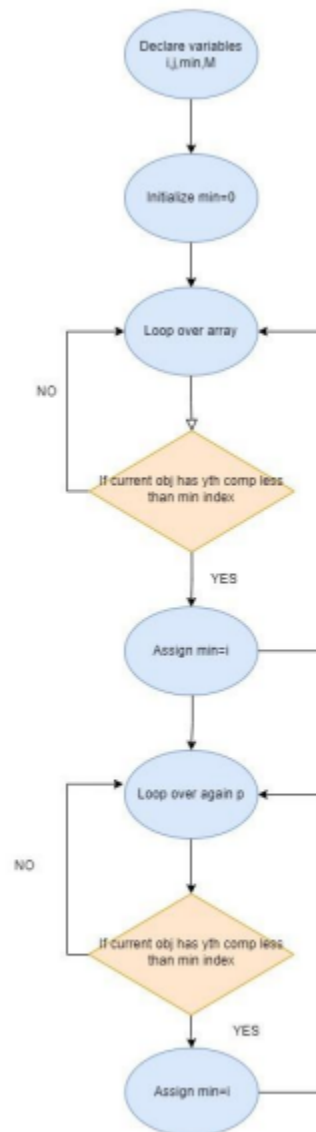 Declare variables
i,j,min,M
Initialize min=0
Loop over array
NO
If current obj has yth comp less
than min index
YES
Assign min=i
Loop over again p
NO
If current obj has yth comp less
than min index
YES
Assign min=i